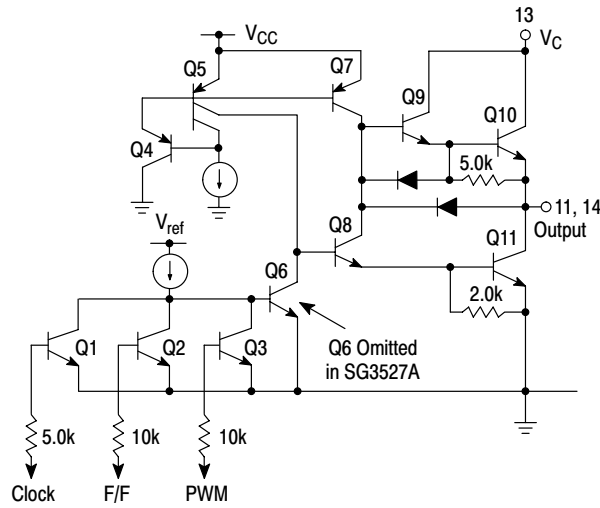 13
V_CC
V_C
Q5
Q7
Q9
Q10
Q4
5.0k
11, 14
Output
V_ref
Q8
Q11
Q6
2.0k
Q1
Q2
Q3
Q6 Omitted
in SG3527A
5.0k
10k
10k
Clock
F/F
PWM